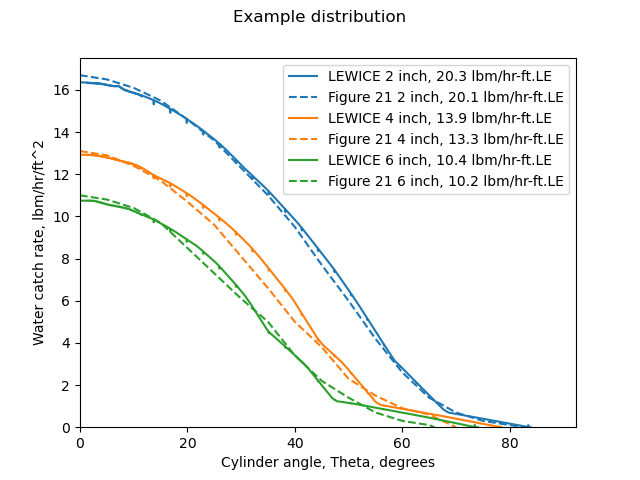 Example distribution
LEWICE 2 inch, 20.3 lbm/hr-ft.LE
Figure 21 2 inch, 20.1 lbm/hr-ft.LE
LEWICE 4 inch, 13.9 lbm/hr-ft.LE
Figure 21 4 inch, 13.3 lbm/hr-ft.LE
LEWICE 6 inch, 10.4 lbm/hr-ft.LE
Figure 21 6 inch, 10.2 lbm/hr-ft.LE
Water catch rate, lbm/hr/ft^2
16
14
12
10
8
6
4
2
0
0 20 40 60 80
Cylinder angle, Theta, degrees